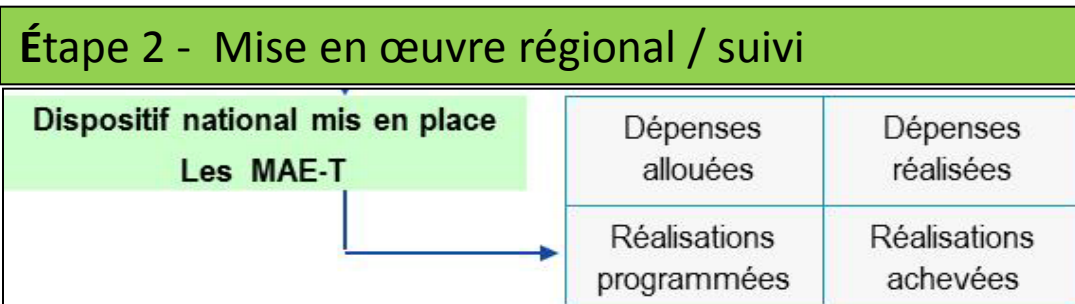 Étape 2 - Mise en œuvre régional / suivi
Dispositif national mis en place
Les MAE-T
Dépenses
allouées
Dépenses
réalisées
Réalisations
programmées
Réalisations
achevées